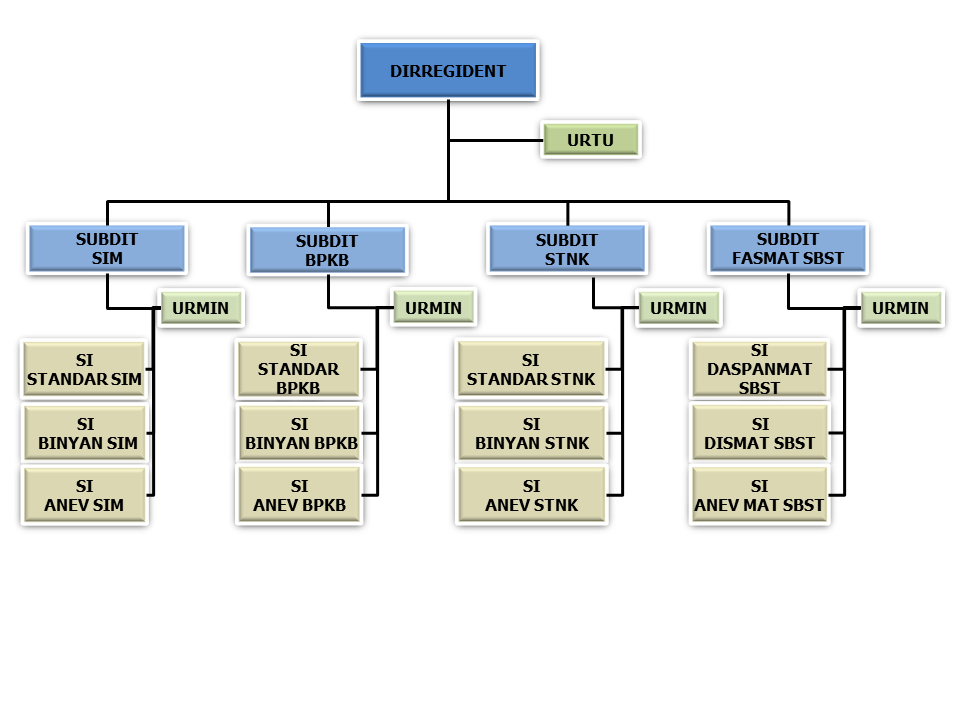 DIRREGIDENT
URTU
SUBDIT
SIM
SUBDIT
BPKB
SUBDIT
STNK
SUBDIT
FASMAT SBST
URMIN
URMIN
URMIN
URMIN
SI
STANDAR SIM
SI
STANDAR
BPKB
SI
STANDAR STNK
SI
DASPANMAT
SBST
SI
BINYAN SIM
SI
BINYAN BPKB
SI
BINYAN STNK
SI
DISMAT SBST
SI
ANEV SIM
SI
ANEV BPKB
SI
ANEV STNK
SI
ANEV MAT SBST